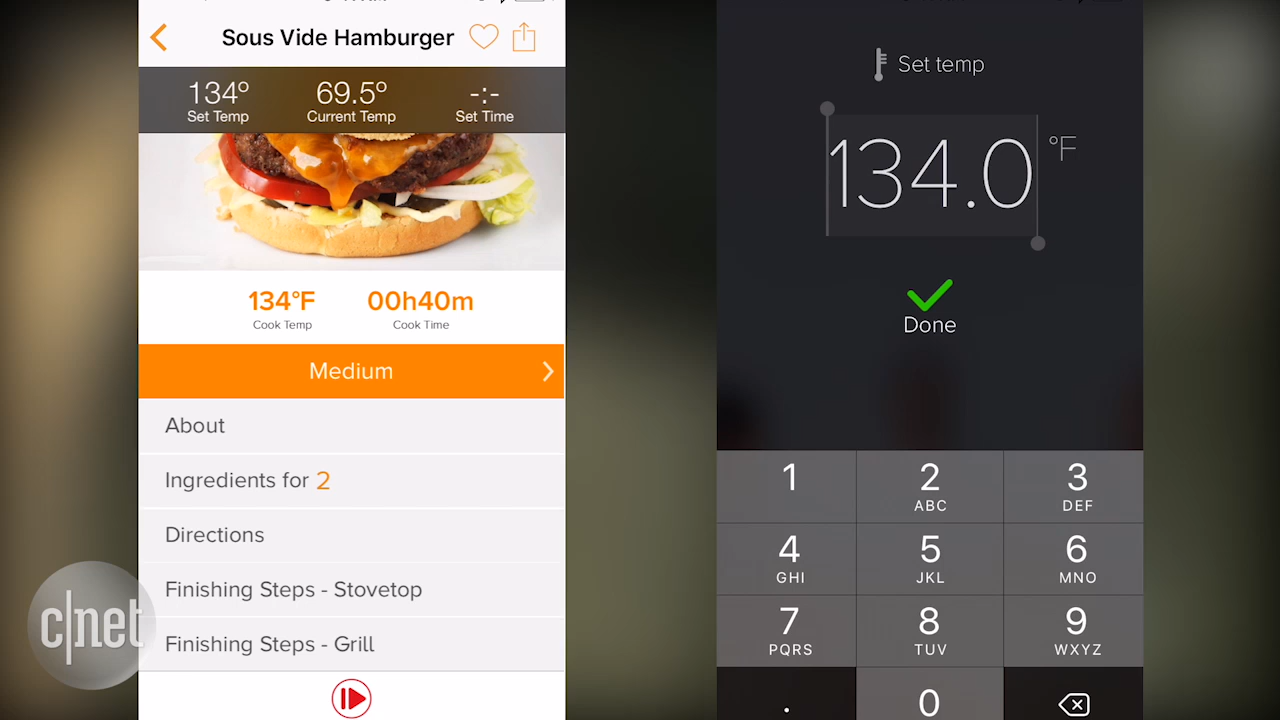 Sous Vide Hamburger
134° 69.5° -:-
Set Temp Current Temp Set Time
134°F 00h40m
Cook Temp Cook Time
Medium
About
Ingredients for 2
Directions
Finishing Steps - Stovetop
Finishing Steps - Grill
c|net
Set temp
134.0 °F
Done
1 2 3
ABC DEF
4 5 6
GHI JKL MNO
7 8 9
PQRS TUV WXYZ
. 0